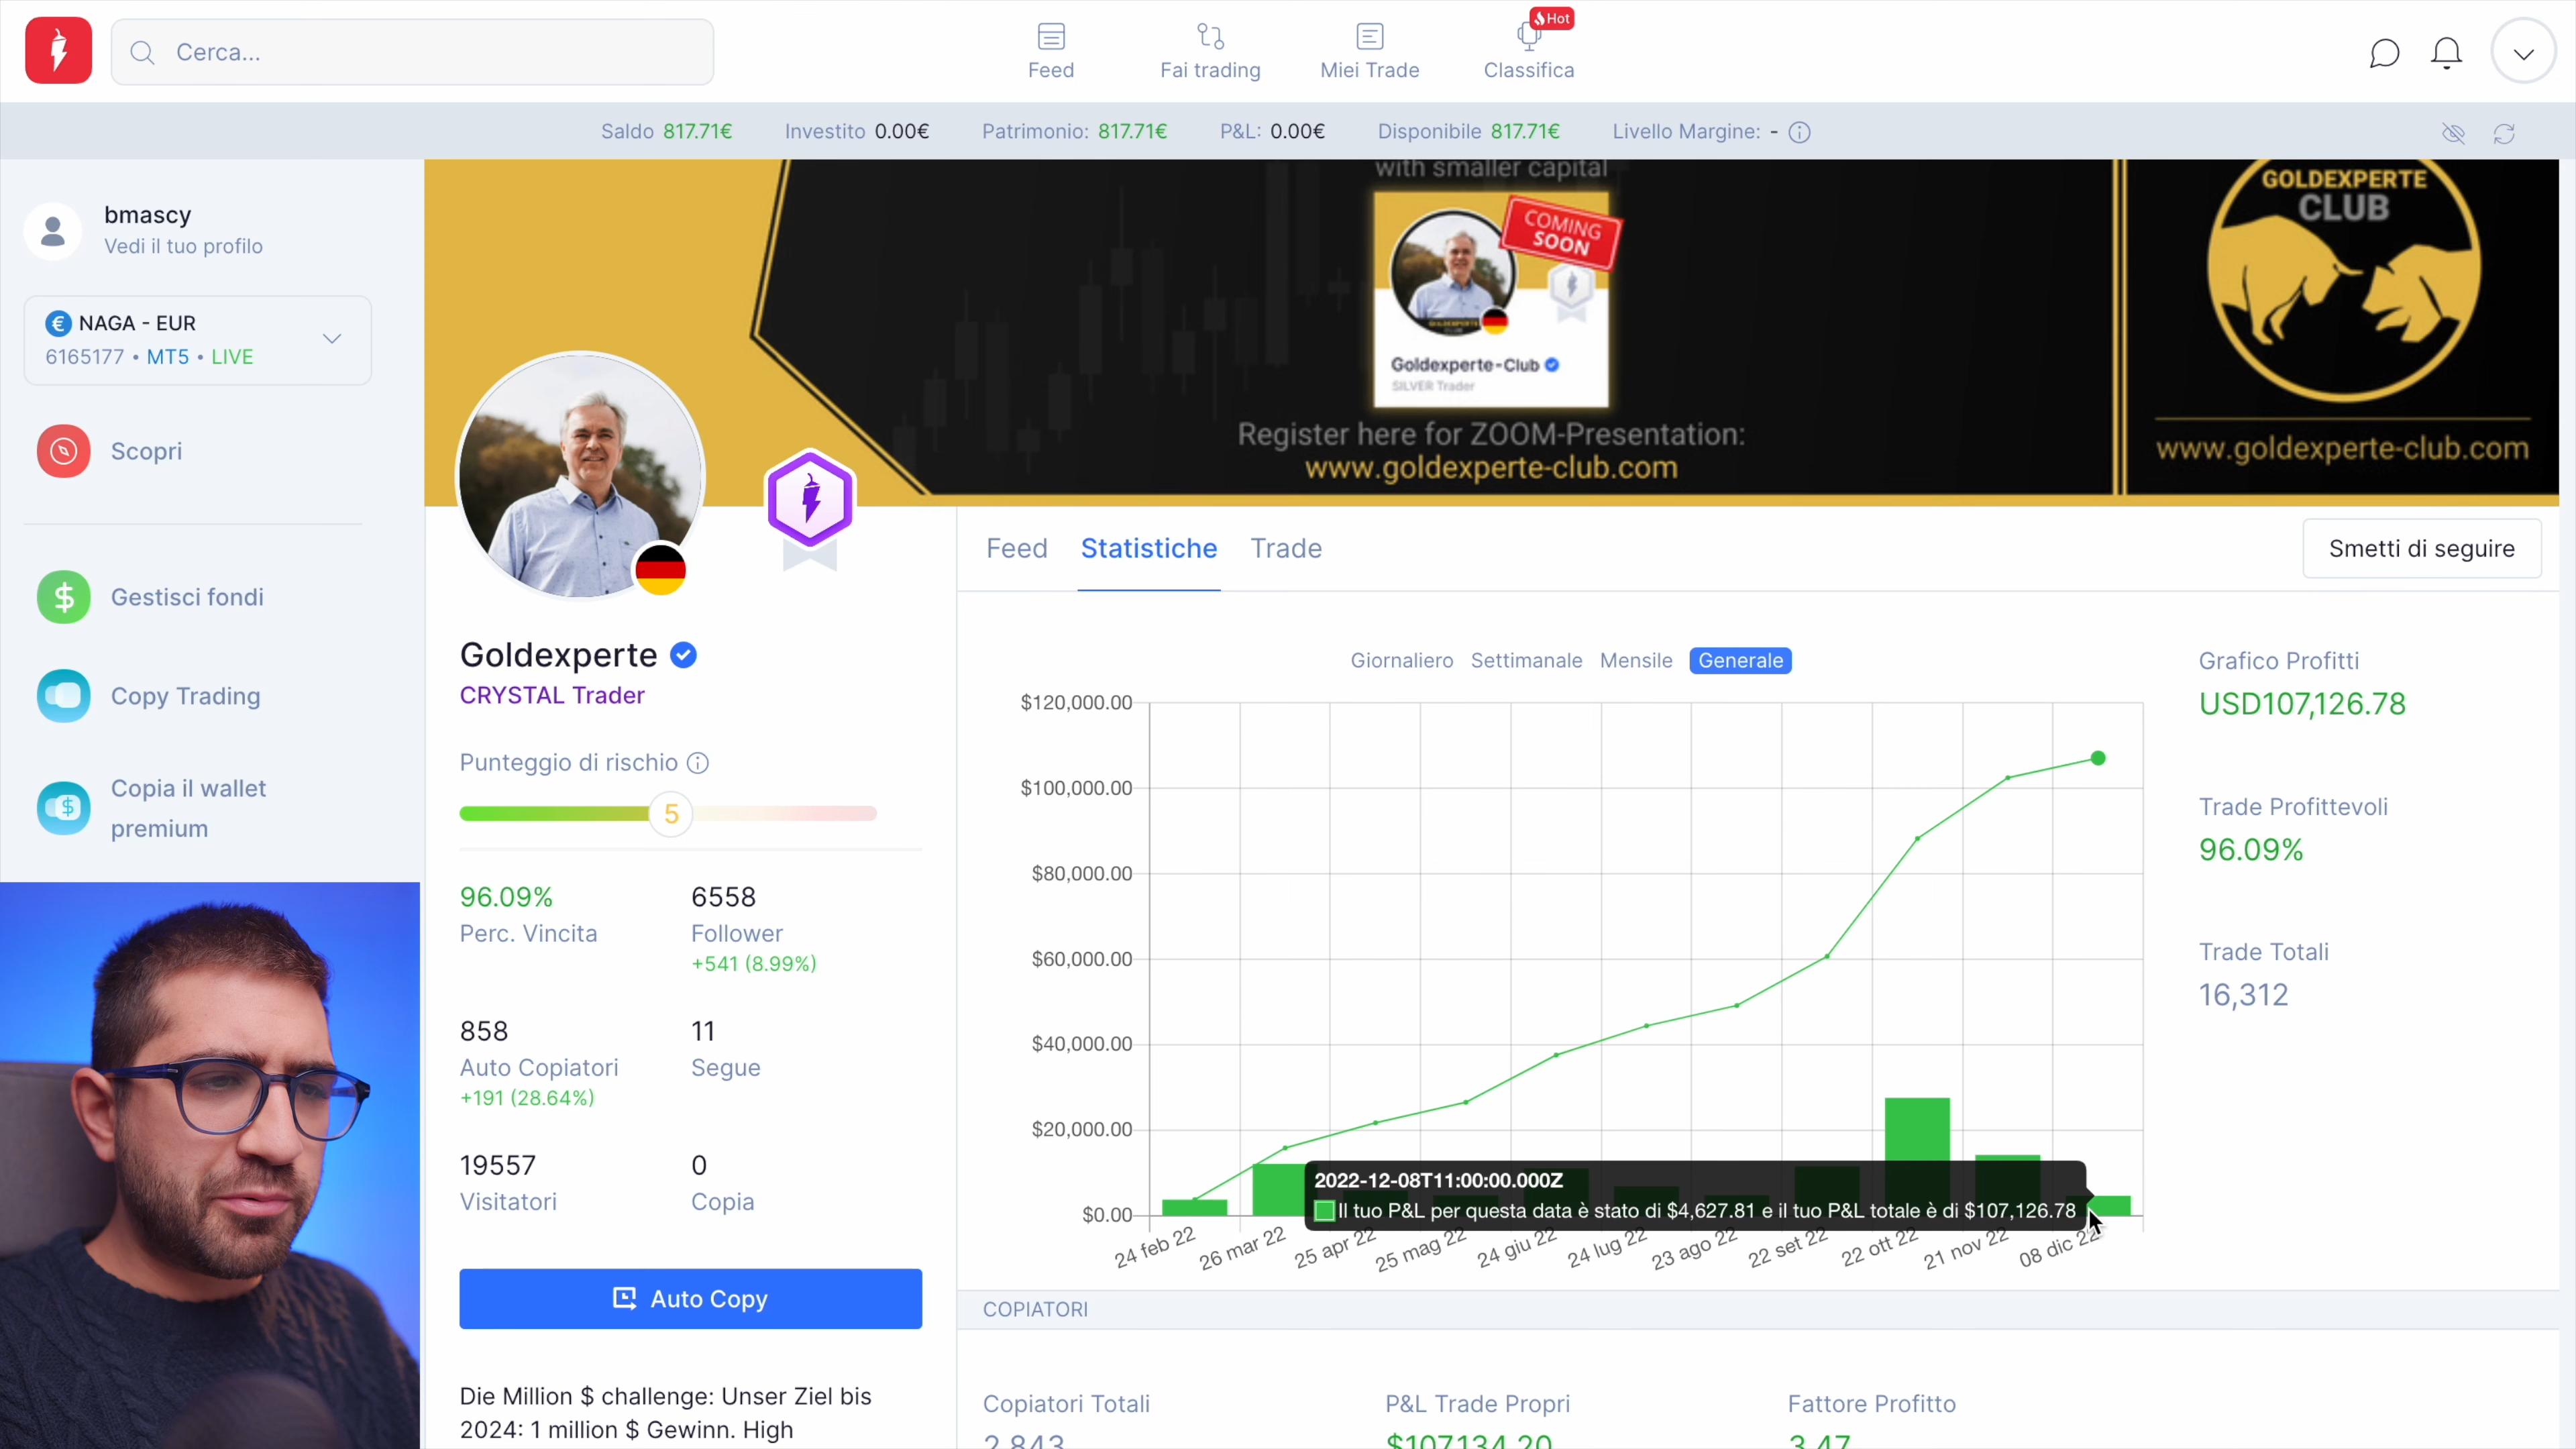 Cerca...
Feed
Fai trading
Miei Trade
Hot
Classifica
Saldo 817.71€
Investito 0.00€
Patrimonio: 817.71€
P&L: 0.00€
Disponibile 817.71€
Livello Margine: -
bmascy
Vedi il tuo profilo
NAGA - EUR
6165177 • MT5 • LIVE
Scopri
Gestisci fondi
Copy Trading
Copia il wallet
premium
with smaller capital
COMING
SOON
Goldexperte-Club
SILVER Trader
Register here for ZOOM-Presentation:
www.goldexperte-club.com
GOLDEXPERTE
CLUB
www.goldexperte-club.com
Goldexperte
CRYSTAL Trader
Punteggio di rischio
5
96.09%
Perc. Vincita
6558
Follower
+541 (8.99%)
858
Auto Copiatori
+191 (28.64%)
11
Segue
19557
Visitatori
0
Copia
Auto Copy
Die Million $ challenge: Unser Ziel bis
2024: 1 million $ Gewinn. High
Feed
Statistiche
Trade
Smetti di seguire
Giornaliero
Settimanale
Mensile
Generale
$120,000.00
$100,000.00
$80,000.00
$60,000.00
$40,000.00
$20,000.00
$0.00
2022-12-08T11:00:00.000Z
Il tuo P&L per questa data è stato di $4,627.81 e il tuo P&L totale è di $107,126.78
24 feb 22
26 mar 22
25 apr 22
25 mag 22
24 giu 22
24 lug 22
23 ago 22
22 set 22
22 ott 22
21 nov 22
08 dic 22
Grafico Profitti
USD107,126.78
Trade Profittevoli
96.09%
Trade Totali
16,312
COPIATORI
Copiatori Totali
2,843
P&L Trade Propri
$107,134.20
Fattore Profitto
3.47